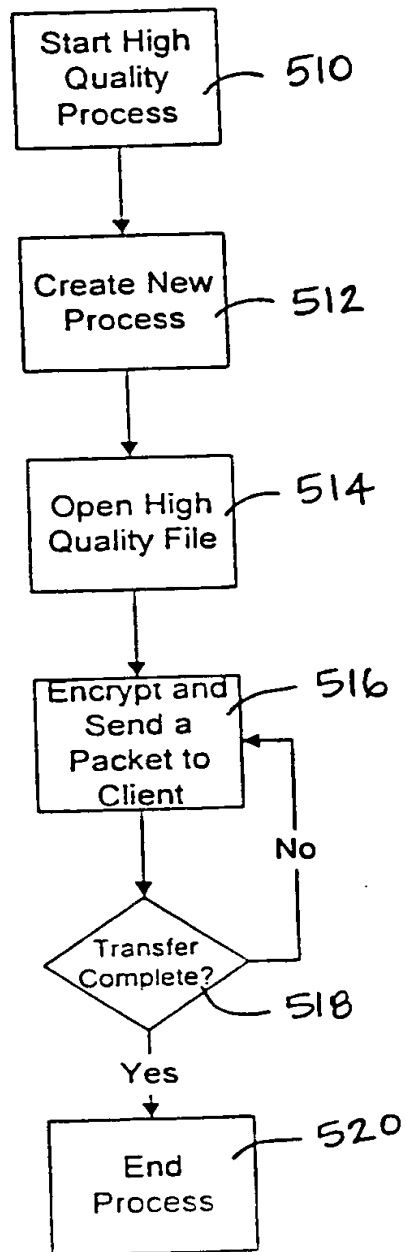 Start High
Quality
Process
510
Create New
Process
512
Open High
Quality File
514
Encrypt and
Send a
Packet to
Client
516
No
Transfer
Complete?
518
Yes
End
Process
520